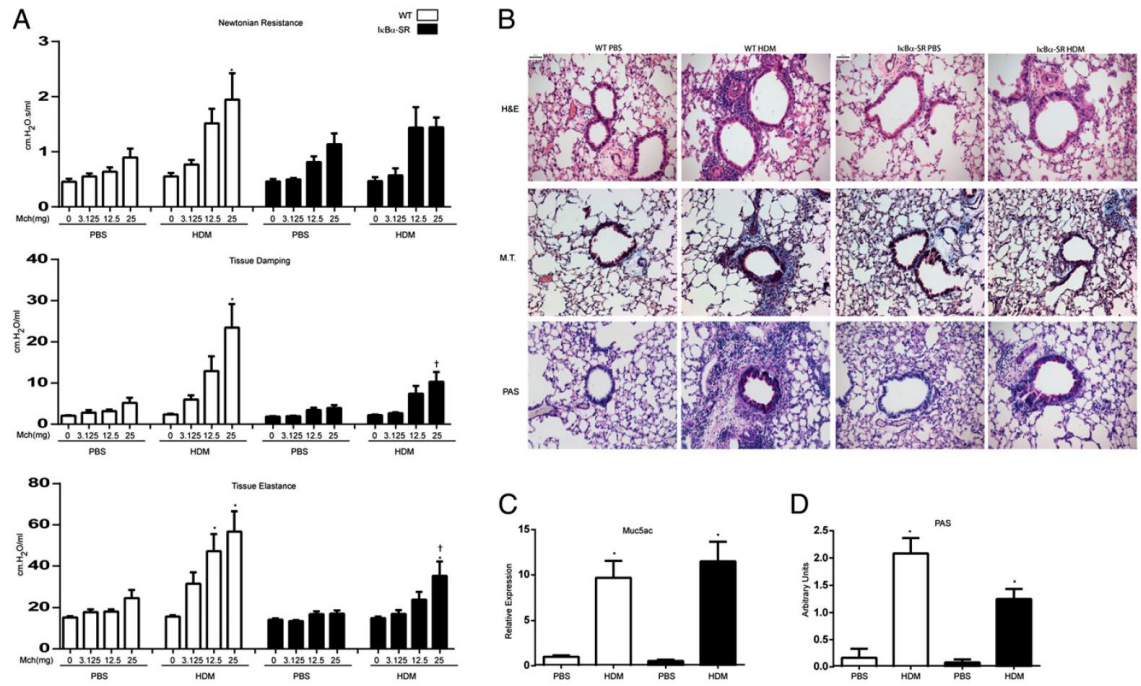 A
WT
IκBα-SR
Newtonian Resistance
3
2
1
0
cm.H2O.s/ml
Mch(mg) 0 3.125 12.5 25 0 3.125 12.5 25 0 3.125 12.5 25 0 3.125 12.5 25
PBS HDM PBS HDM
*
Tissue Damping
40
30
20
10
0
cm.H2O/ml
Mch(mg) 0 3.125 12.5 25 0 3.125 12.5 25 0 3.125 12.5 25 0 3.125 12.5 25
PBS HDM PBS HDM
* †
Tissue Elastance
80
60
40
20
0
cm.H2O/ml
Mch(mg) 0 3.125 12.5 25 0 3.125 12.5 25 0 3.125 12.5 25 0 3.125 12.5 25
PBS HDM PBS HDM
* * † *
B
WT PBS WT HDM IκBα-SR PBS IκBα-SR HDM
H&E
M.T.
PAS
C
Muc5ac
15
10
5
0
Relative Expression
PBS HDM PBS HDM
* *
D
PAS
2.5
2.0
1.5
1.0
0.5
0.0
Arbitrary Units
PBS HDM PBS HDM
* *